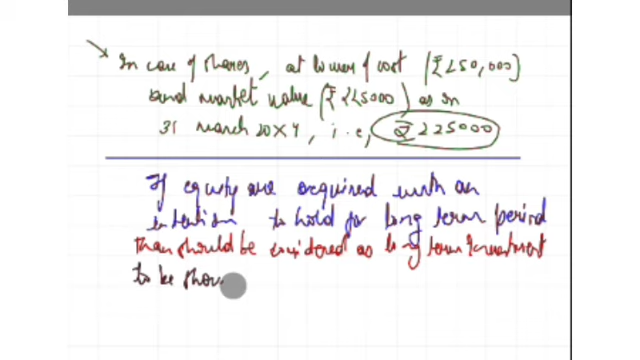 In case of shares, at lower of cost (₹250,000)
and market value (₹225000) as on
31 March 20X4, i.e, ₹225000
If equity are acquired with an
intention to hold for long term period
than should be considered as long term investment
to be show